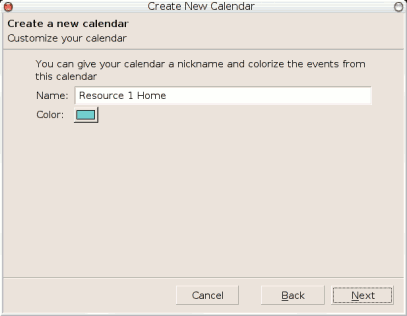 Create New Calendar
Create a new calendar
Customize your calendar
You can give your calendar a nickname and colorize the events from
this calendar
Name: Resource 1 Home
Color:
Cancel Back Next